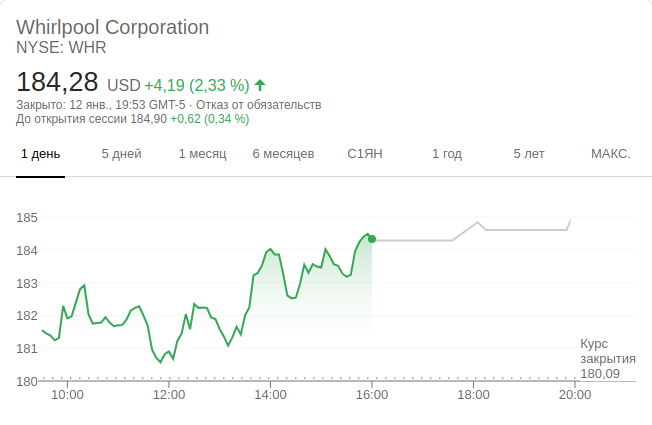 Whirlpool Corporation
NYSE: WHR
184,28 USD +4,19 (2,33 %)
Закрыто: 12 янв., 19:53 GMT-5 · Отказ от обязательств
До открытия сессии 184,90 +0,62 (0,34 %)
1 день 5 дней 1 месяц 6 месяцев С1ЯН 1 год 5 лет МАКС.
185
184
183
182
181
180
Курс
закрытия
180,09
10:00 12:00 14:00 16:00 18:00 20:00